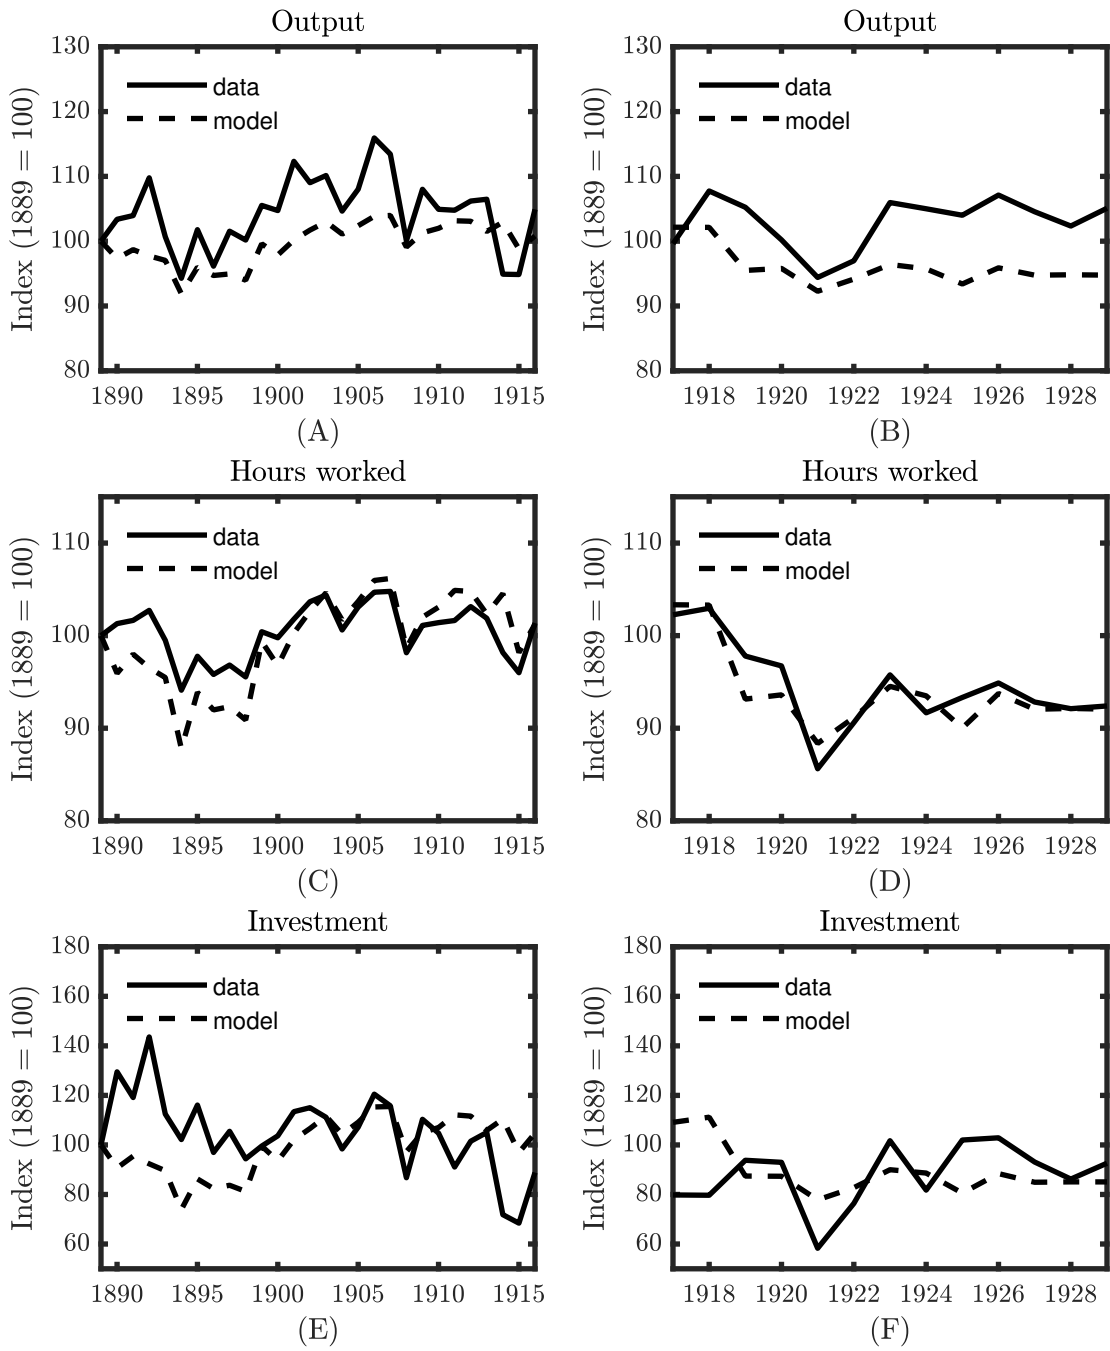 Output
Index (1889 = 100)
130
120
110
100
90
80
data
model
1890 1895 1900 1905 1910 1915
(A)
Output
Index (1889 = 100)
130
120
110
100
90
80
data
model
1918 1920 1922 1924 1926 1928
(B)
Hours worked
Index (1889 = 100)
110
100
90
80
data
model
1890 1895 1900 1905 1910 1915
(C)
Hours worked
Index (1889 = 100)
110
100
90
80
data
model
1918 1920 1922 1924 1926 1928
(D)
Investment
Index (1889 = 100)
180
160
140
120
100
80
60
data
model
1890 1895 1900 1905 1910 1915
(E)
Investment
Index (1889 = 100)
180
160
140
120
100
80
60
data
model
1918 1920 1922 1924 1926 1928
(F)